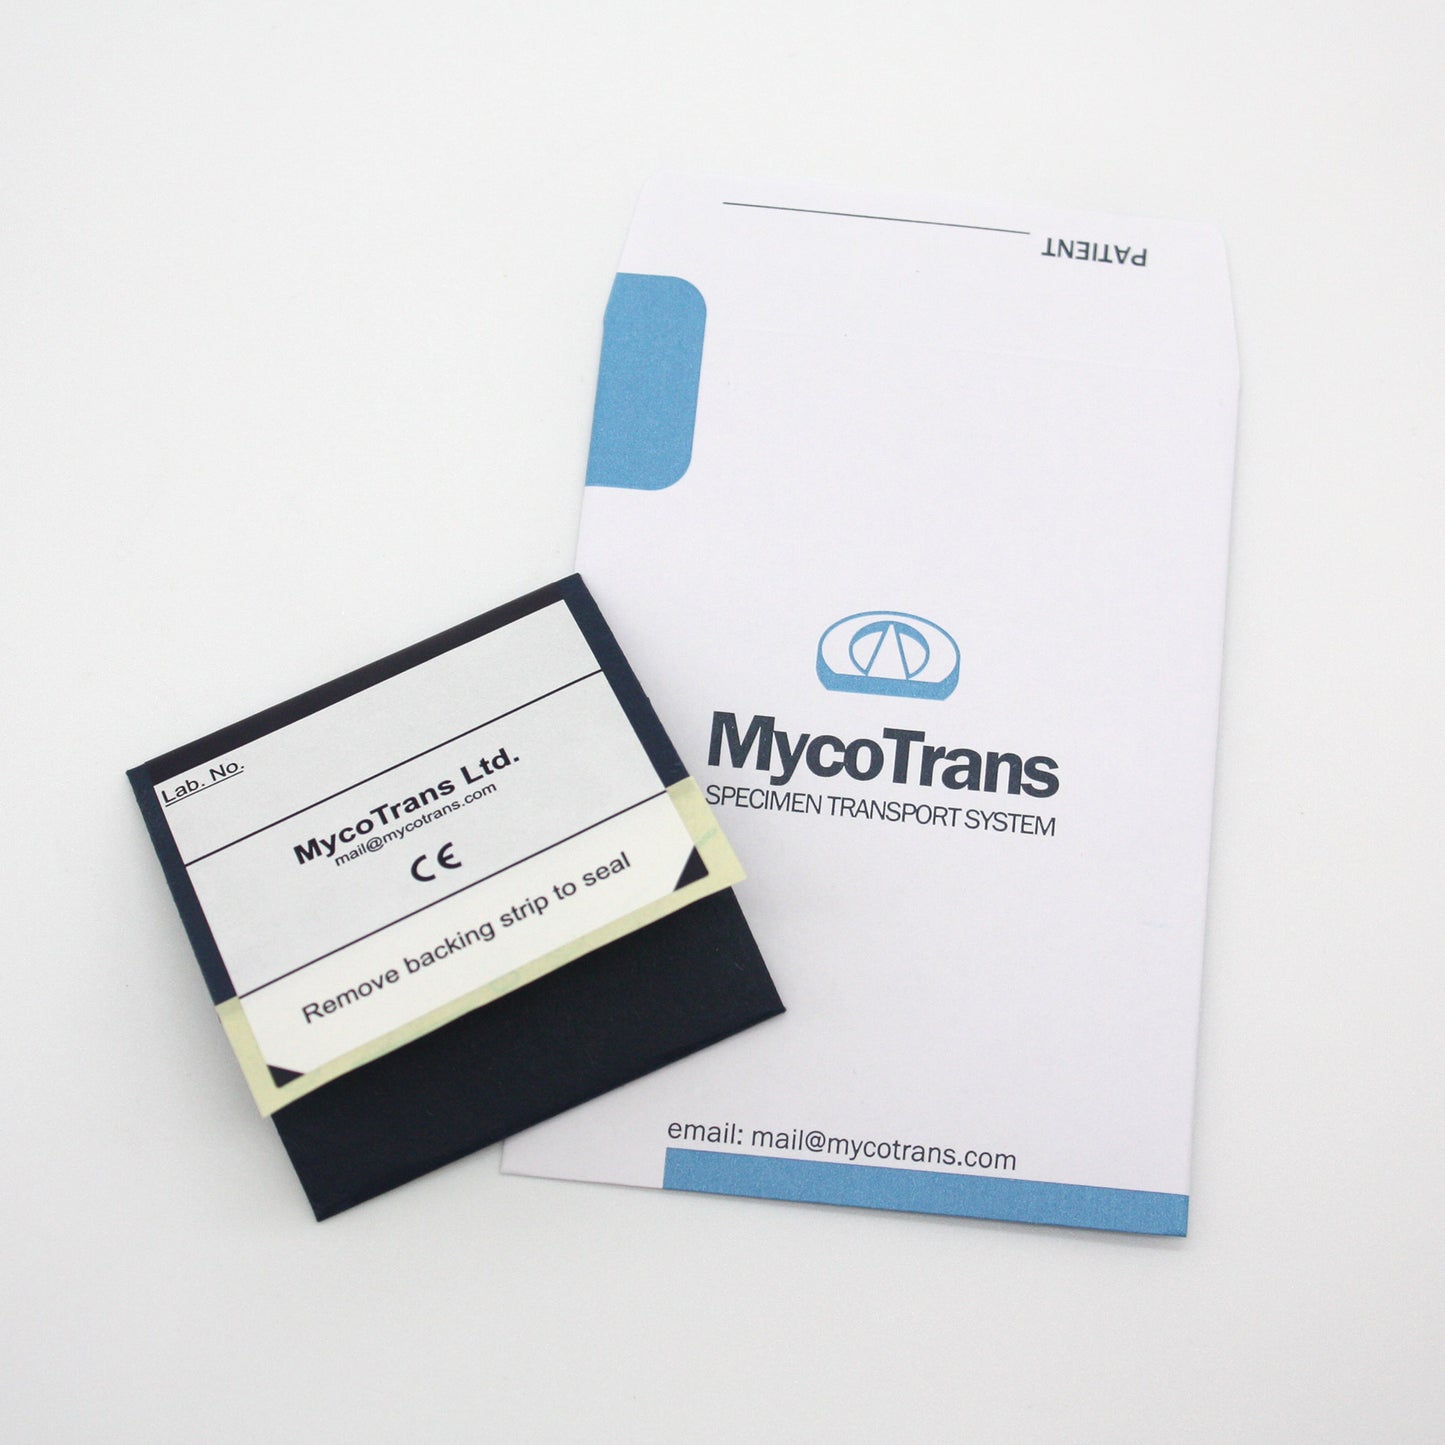 PATIENT
MycoTrans
SPECIMEN TRANSPORT SYSTEM
email: mail@mycotrans.com
Lab. No.
MycoTrans Ltd.
mail@mycotrans.com
CE
Remove backing strip to seal